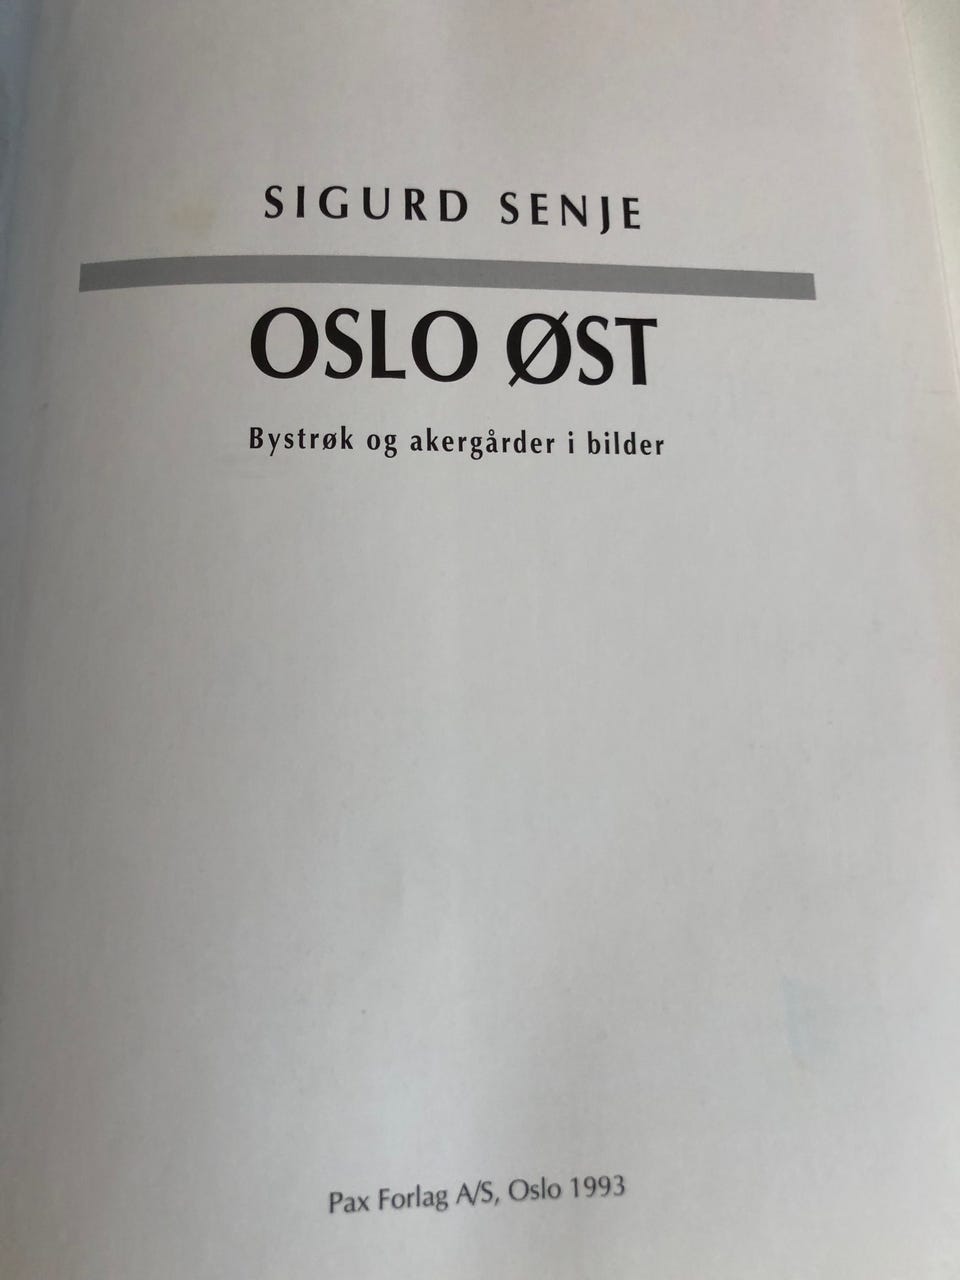 SIGURD SENJE
OSLO ØST
Bystrøk og akergårder i bilder
Pax Forlag A/S, Oslo 1993